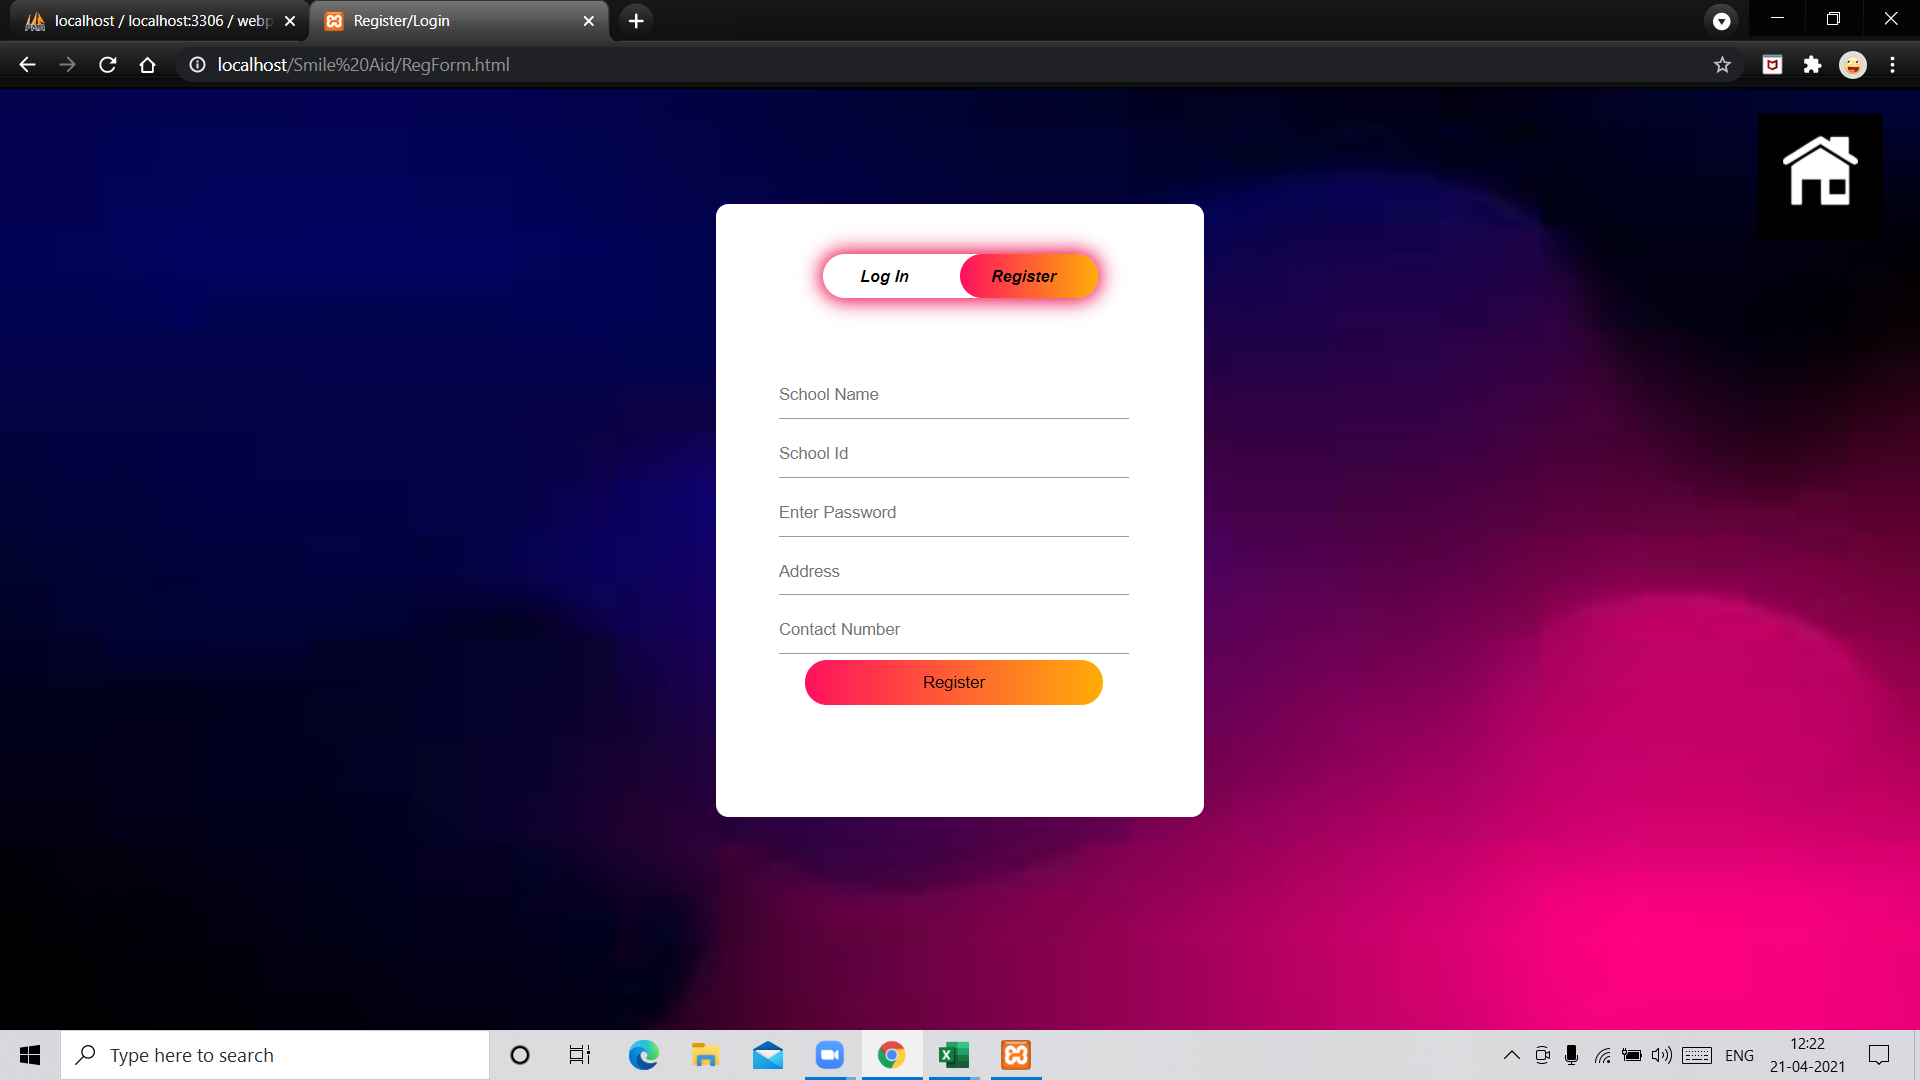 localhost / localhost:3306 / webp
Register/Login
localhost/Smile%20Aid/RegForm.html
Log In
Register
School Name
School Id
Enter Password
Address
Contact Number
Register
Type here to search
ENG
12:22
21-04-2021